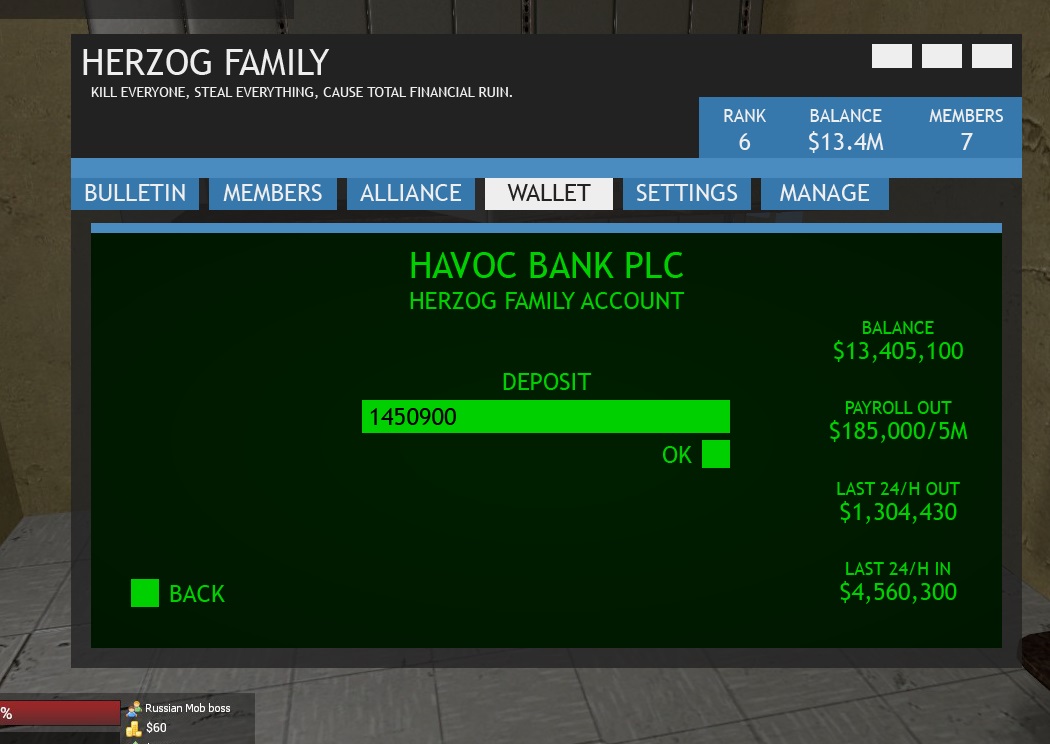 HERZOG FAMILY
KILL EVERYONE, STEAL EVERYTHING, CAUSE TOTAL FINANCIAL RUIN.
RANK BALANCE MEMBERS
6 $13.4M 7
BULLETIN MEMBERS ALLIANCE WALLET SETTINGS MANAGE
HAVOC BANK PLC
HERZOG FAMILY ACCOUNT
BALANCE
$13,405,100
DEPOSIT
1450900
OK
PAYROLL OUT
$185,000/5M
LAST 24/H OUT
$1,304,430
LAST 24/H IN
$4,560,300
BACK
%
Russian Mob boss
$60